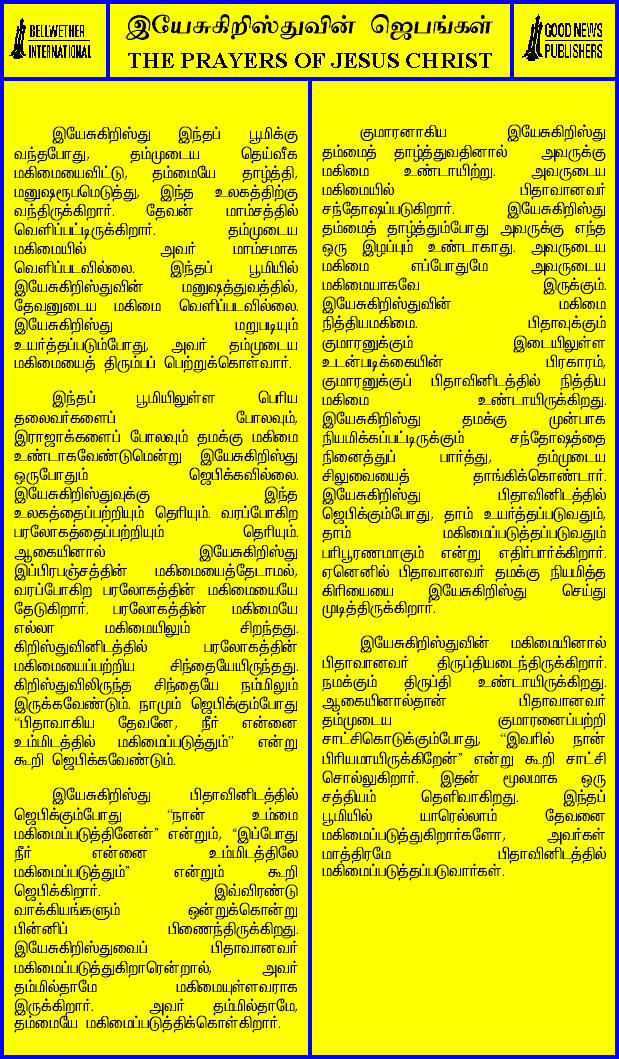 BELLWETHER
INTERNATIONAL
இயேசுகிறிஸ்துவின் ஜெபங்கள்
THE PRAYERS OF JESUS CHRIST
GOOD NEWS
PUBLISHERS
இயேசுகிறிஸ்து இந்தப் பூமிக்கு
வந்தபோது, தம்முடைய தெய்வீக
மகிமையைவிட்டு, தம்மையே தாழ்த்தி,
மனுஷரூபமெடுத்து, இந்த உலகத்திற்கு
வந்திருக்கிறார். தேவன் மாம்சத்தில்
வெளிப்பட்டிருக்கிறார். தம்முடைய
மகிமையில் அவர் மாம்சமாக
வெளிப்படவில்லை. இந்தப் பூமியில்
இயேசுகிறிஸ்துவின் மனுஷத்துவத்தில்,
தேவனுடைய மகிமை வெளிப்படவில்லை.
இயேசுகிறிஸ்து மறுபடியும்
உயர்த்தப்படும்போது, அவர் தம்முடைய
மகிமையைத் திரும்பப் பெற்றுக்கொள்வார்.
இந்தப் பூமியிலுள்ள பெரிய
தலைவர்களைப் போலவும்,
இராஜாக்களைப் போலவும் தமக்கு மகிமை
உண்டாகவேண்டுமென்று இயேசுகிறிஸ்து
ஒருபோதும் ஜெபிக்கவில்லை.
இயேசுகிறிஸ்துவுக்கு இந்த
உலகத்தைப்பற்றியும் தெரியும். வரப்போகிற
பரலோகத்தைப்பற்றியும் தெரியும்.
ஆகையினால் இயேசுகிறிஸ்து
இப்பிரபஞ்சத்தின் மகிமையைத்தேடாமல்,
வரப்போகிற பரலோகத்தின் மகிமையையே
தேடுகிறார். பரலோகத்தின் மகிமையே
எல்லா மகிமையிலும் சிறந்தது.
கிறிஸ்துவினிடத்தில் பரலோகத்தின்
மகிமையைப்பற்றிய சிந்தையேயிருந்தது.
கிறிஸ்துவிலிருந்த சிந்தையே நம்மிலும்
இருக்கவேண்டும். நாமும் ஜெபிக்கும்போது
“பிதாவாகிய தேவனே, நீர் என்னை
உம்மிடத்தில் மகிமைப்படுத்தும்” என்று
கூறி ஜெபிக்கவேண்டும்.
இயேசுகிறிஸ்து பிதாவினிடத்தில்
ஜெபிக்கும்போது “நான் உம்மை
மகிமைப்படுத்தினேன்” என்றும், “இப்போது
நீர் என்னை உம்மிடத்திலே
மகிமைப்படுத்தும்” என்றும் கூறி
ஜெபிக்கிறார். இவ்விரண்டு
வாக்கியங்களும் ஒன்றுக்கொன்று
பின்னிப் பிணைந்திருக்கிறது.
இயேசுகிறிஸ்துவைப் பிதாவானவர்
மகிமைப்படுத்துகிறாரென்றால், அவர்
தம்மில்தாமே மகிமையுள்ளவராக
இருக்கிறார். அவர் தம்மில்தாமே,
தம்மையே மகிமைப்படுத்திக்கொள்கிறார்.
குமாரனாகிய இயேசுகிறிஸ்து
தம்மைத் தாழ்த்துவதினால் அவருக்கு
மகிமை உண்டாயிற்று. அவருடைய
மகிமையில் பிதாவானவர்
சந்தோஷப்படுகிறார். இயேசுகிறிஸ்து
தம்மைத் தாழ்த்தும்போது அவருக்கு எந்த
ஒரு இழப்பும் உண்டாகாது. அவருடைய
மகிமை எப்போதுமே அவருடைய
மகிமையாகவே இருக்கும்.
இயேசுகிறிஸ்துவின் மகிமை
நித்தியமகிமை. பிதாவுக்கும்
குமாரனுக்கும் இடையிலுள்ள
உடன்படிக்கையின் பிரகாரம்,
குமாரனுக்குப் பிதாவினிடத்தில் நித்திய
மகிமை உண்டாயிருக்கிறது.
இயேசுகிறிஸ்து தமக்கு முன்பாக
நியமிக்கப்பட்டிருக்கும் சந்தோஷத்தை
நினைத்துப் பார்த்து, தம்முடைய
சிலுவையைத் தாங்கிக்கொண்டார்.
இயேசுகிறிஸ்து பிதாவினிடத்தில்
ஜெபிக்கும்போது, தாம் உயர்த்தப்படுவதும்,
தாம் மகிமைப்படுத்தப்படுவதும்
பரிபூரணமாகும் என்று எதிர்பார்க்கிறார்.
ஏனெனில் பிதாவானவர் தமக்கு நியமித்த
கிரியையை இயேசுகிறிஸ்து செய்து
முடித்திருக்கிறார்.
இயேசுகிறிஸ்துவின் மகிமையினால்
பிதாவானவர் திருப்தியடைந்திருக்கிறார்.
நமக்கும் திருப்தி உண்டாயிருக்கிறது.
ஆகையினால்தான் பிதாவானவர்
தம்முடைய குமாரனைப்பற்றி
சாட்சிகொடுக்கும்போது, “இவரில் நான்
பிரியமாயிருக்கிறேன்” என்று கூறி சாட்சி
சொல்லுகிறார். இதன் மூலமாக ஒரு
சத்தியம் தெளிவாகிறது. இந்தப்
பூமியில் யாரெல்லாம் தேவனை
மகிமைப்படுத்துகிறார்களோ, அவர்கள்
மாத்திரமே பிதாவினிடத்தில்
மகிமைப்படுத்தப்படுவார்கள்.